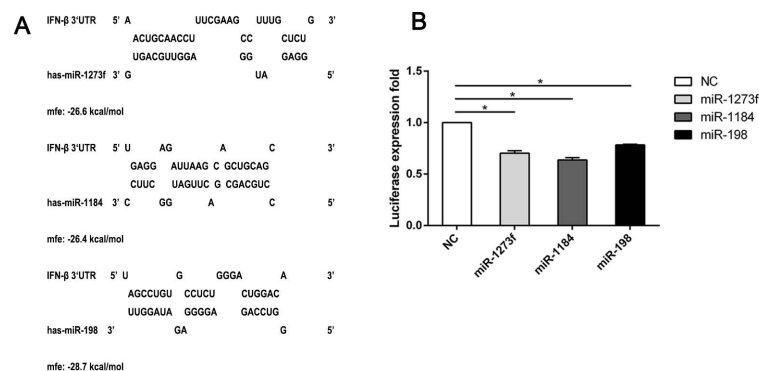 A
IFN-β 3'UTR 5' A UUCGAAG UUUG G 3'
ACUGCAACCU CC CUCU
UGACGUUGGA GG GAGG
has-miR-1273f 3' G UA 5'
mfe: -26.6 kcal/mol
IFN-β 3'UTR 5' U AG A C 3'
GAGG AUUAAG C GCUGCAG
CUUC UAGUUC G CGACGUC
has-miR-1184 3' C GG A C 5'
mfe: -26.4 kcal/mol
IFN-β 3'UTR 5' U G GGGA A 3'
AGCCUGU CCUCU CUGGAC
UUGGAUA GGGGA GACCUG
has-miR-198 3' GA G 5'
mfe: -28.7 kcal/mol
B
Luciferase expression fold
1.5
1.0
0.5
0.0
* * *
NC
miR-1273f
miR-1184
miR-198
NC
miR-1273f
miR-1184
miR-198